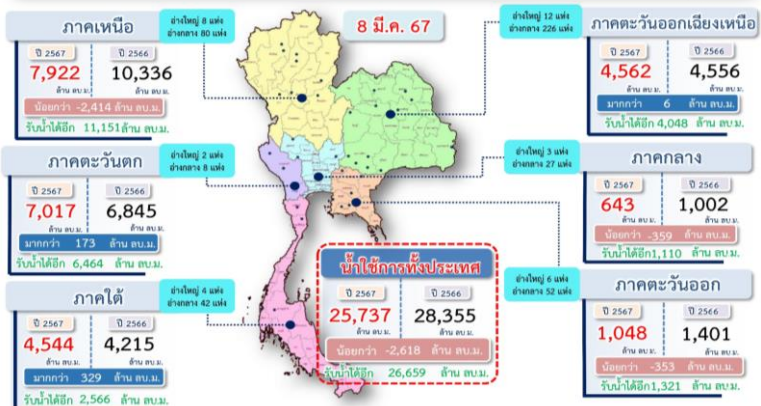 8 มี.ค. 67
ภาคเหนือ
อ่างใหญ่ 8 แห่ง
อ่างกลาง 80 แห่ง
ปี 2567 ปี 2566
7,922 10,336
ล้าน ลบ.ม. ล้าน ลบ.ม.
น้อยกว่า -2,414 ล้าน ลบ.ม.
รับน้ำได้อีก 11,151ล้าน ลบ.ม.
ภาคตะวันตก
อ่างใหญ่ 2 แห่ง
อ่างกลาง 8 แห่ง
ปี 2567 ปี 2566
7,017 6,845
ล้าน ลบ.ม. ล้าน ลบ.ม.
มากกว่า 173 ล้าน ลบ.ม.
รับน้ำได้อีก 6,464 ล้าน ลบ.ม.
ภาคใต้
อ่างใหญ่ 4 แห่ง
อ่างกลาง 42 แห่ง
ปี 2567 ปี 2566
4,544 4,215
ล้าน ลบ.ม. ล้าน ลบ.ม.
มากกว่า 329 ล้าน ลบ.ม.
รับน้ำได้อีก 2,566 ล้าน ลบ.ม.
น้ำใช้การทั้งประเทศ
ปี 2567 ปี 2566
25,737 28,355
ล้าน ลบ.ม. ล้าน ลบ.ม.
น้อยกว่า -2,618 ล้าน ลบ.ม.
รับน้ำได้อีก 26,659 ล้าน ลบ.ม.
อ่างใหญ่ 12 แห่ง
อ่างกลาง 226 แห่ง
ภาคตะวันออกเฉียงเหนือ
ปี 2567 ปี 2566
4,562 4,556
ล้าน ลบ.ม. ล้าน ลบ.ม.
มากกว่า 6 ล้าน ลบ.ม.
รับน้ำได้อีก 4,048 ล้าน ลบ.ม.
อ่างใหญ่ 3 แห่ง
อ่างกลาง 27 แห่ง
ภาคกลาง
ปี 2567 ปี 2566
643 1,002
ล้าน ลบ.ม. ล้าน ลบ.ม.
น้อยกว่า -359 ล้าน ลบ.ม.
รับน้ำได้อีก1,110 ล้าน ลบ.ม.
อ่างใหญ่ 6 แห่ง
อ่างกลาง 52 แห่ง
ภาคตะวันออก
ปี 2567 ปี 2566
1,048 1,401
ล้าน ลบ.ม. ล้าน ลบ.ม.
น้อยกว่า -353 ล้าน ลบ.ม.
รับน้ำได้อีก1,321 ล้าน ลบ.ม.